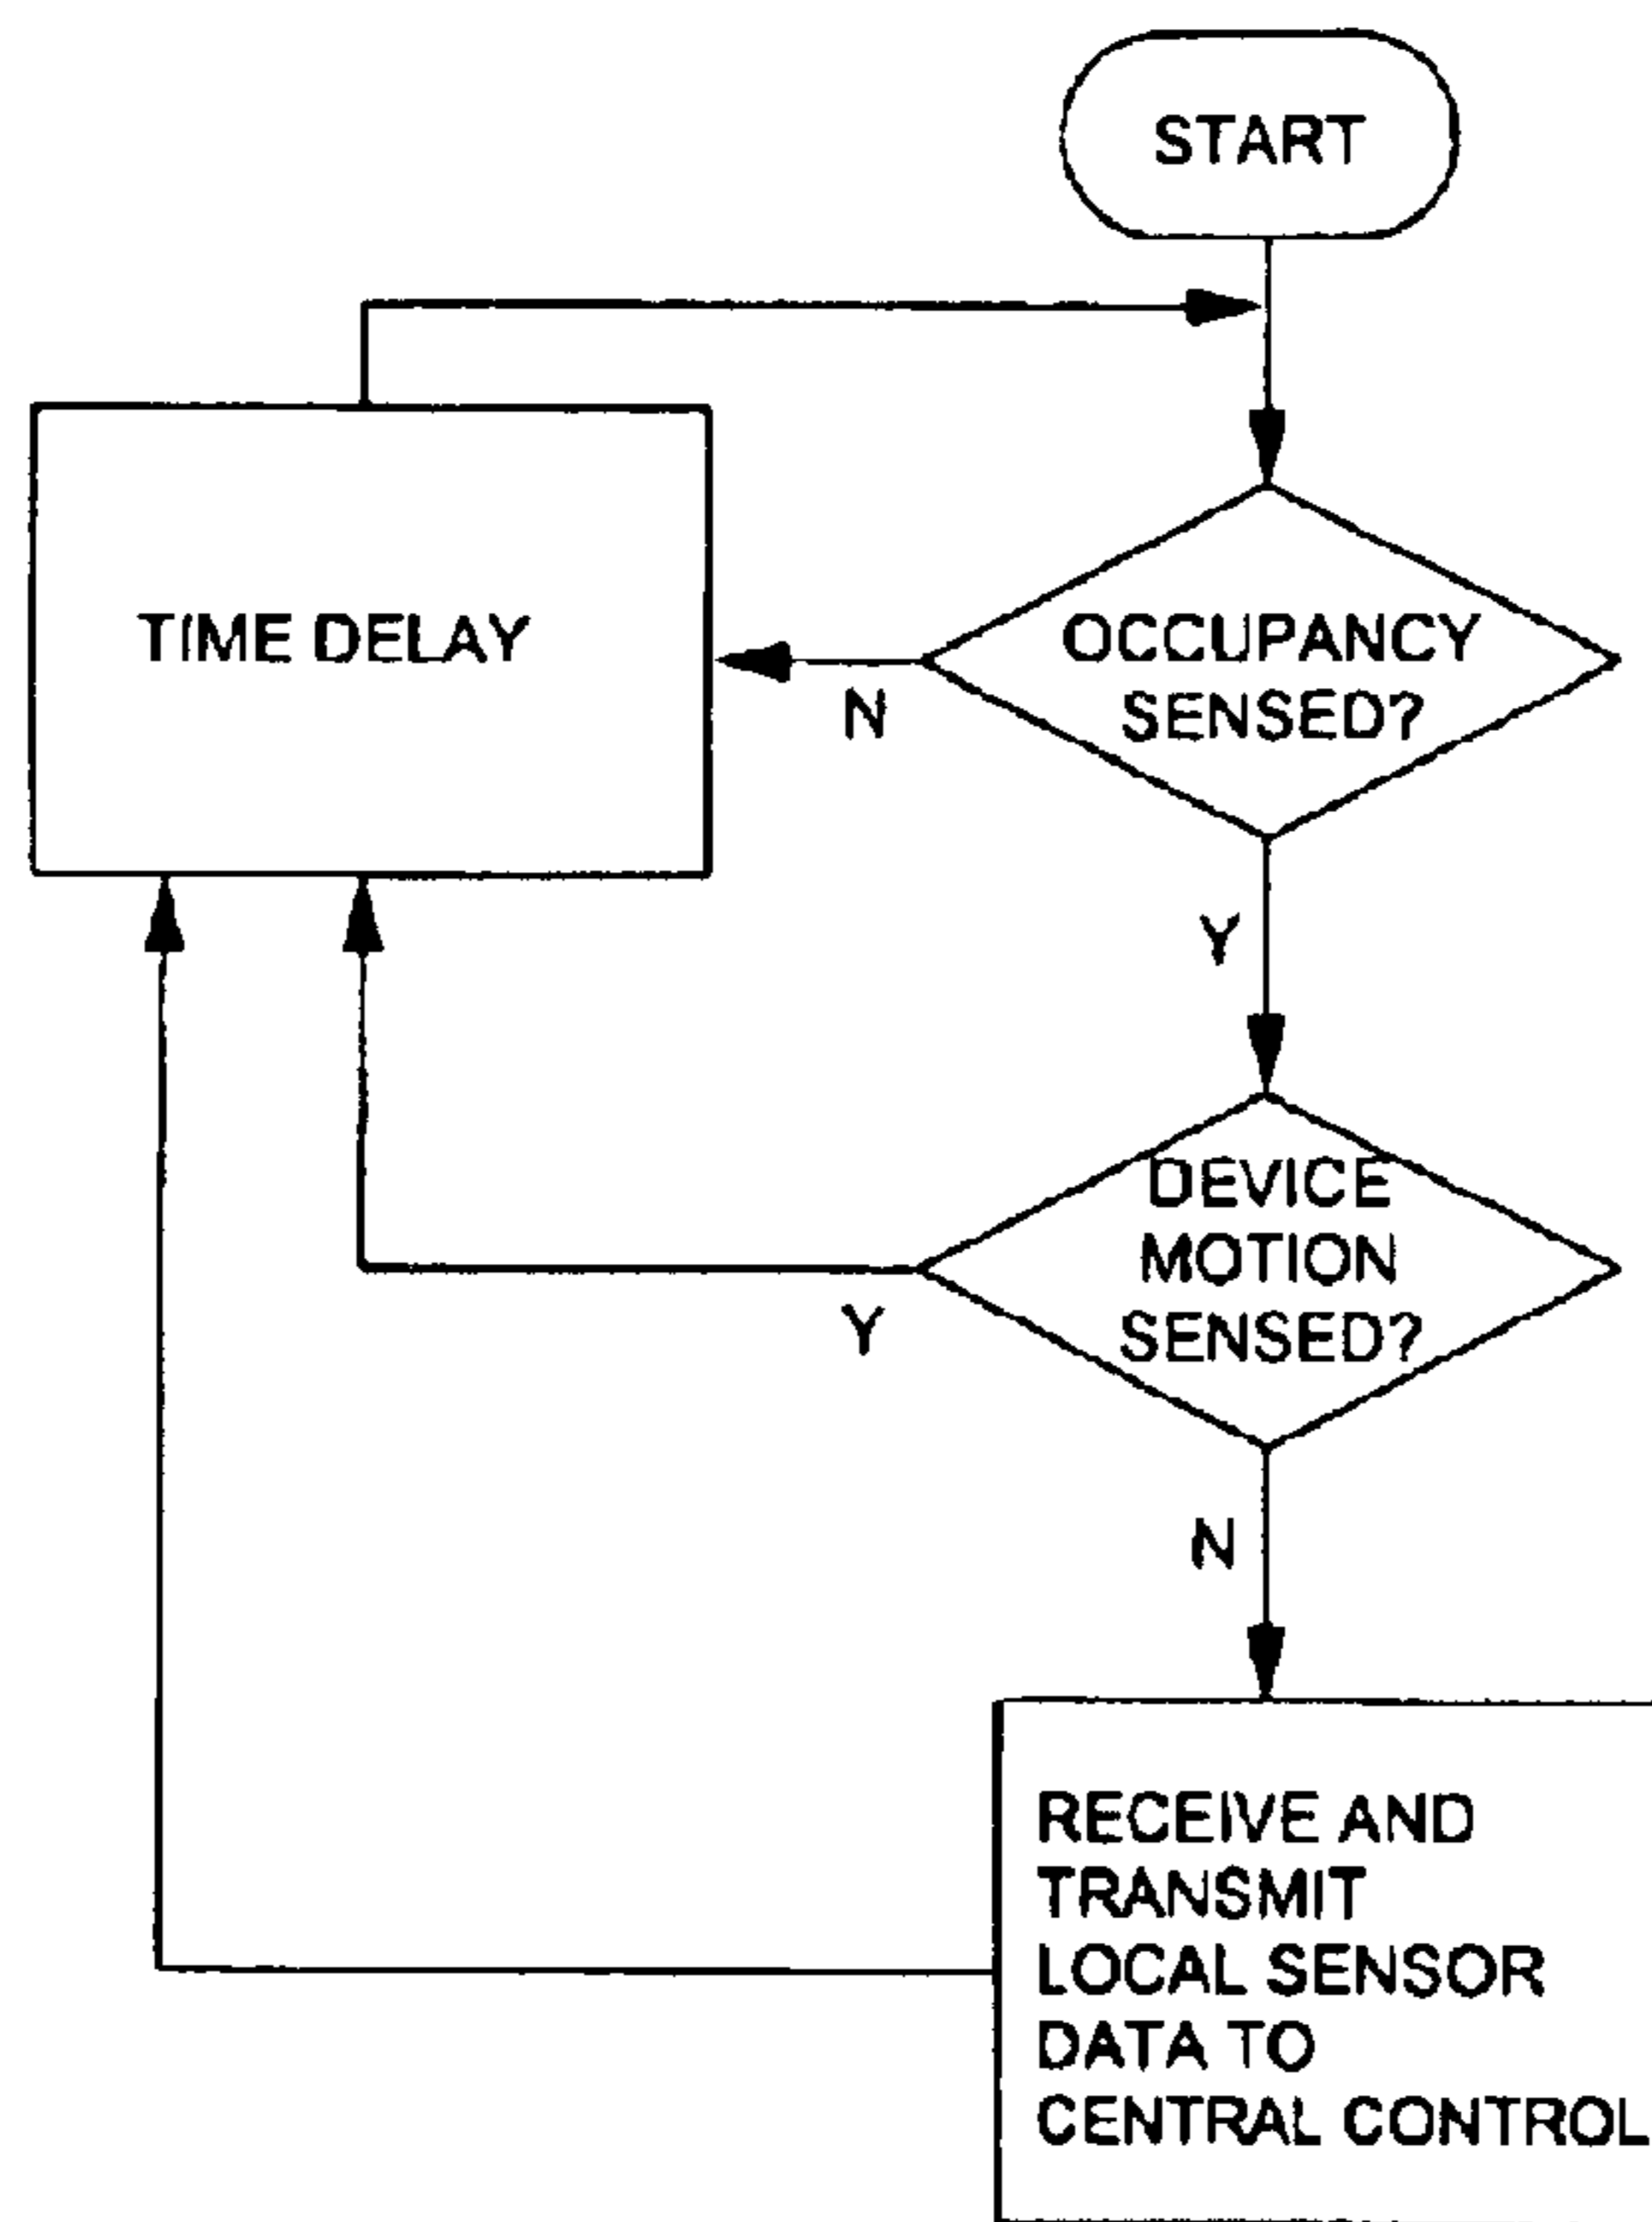 START
TIME DELAY
OCCUPANCY
SENSED?
N
Y
DEVICE
MOTION
SENSED?
Y
N
RECEIVE AND
TRANSMIT
LOCAL SENSOR
DATA TO
CENTRAL CONTROL